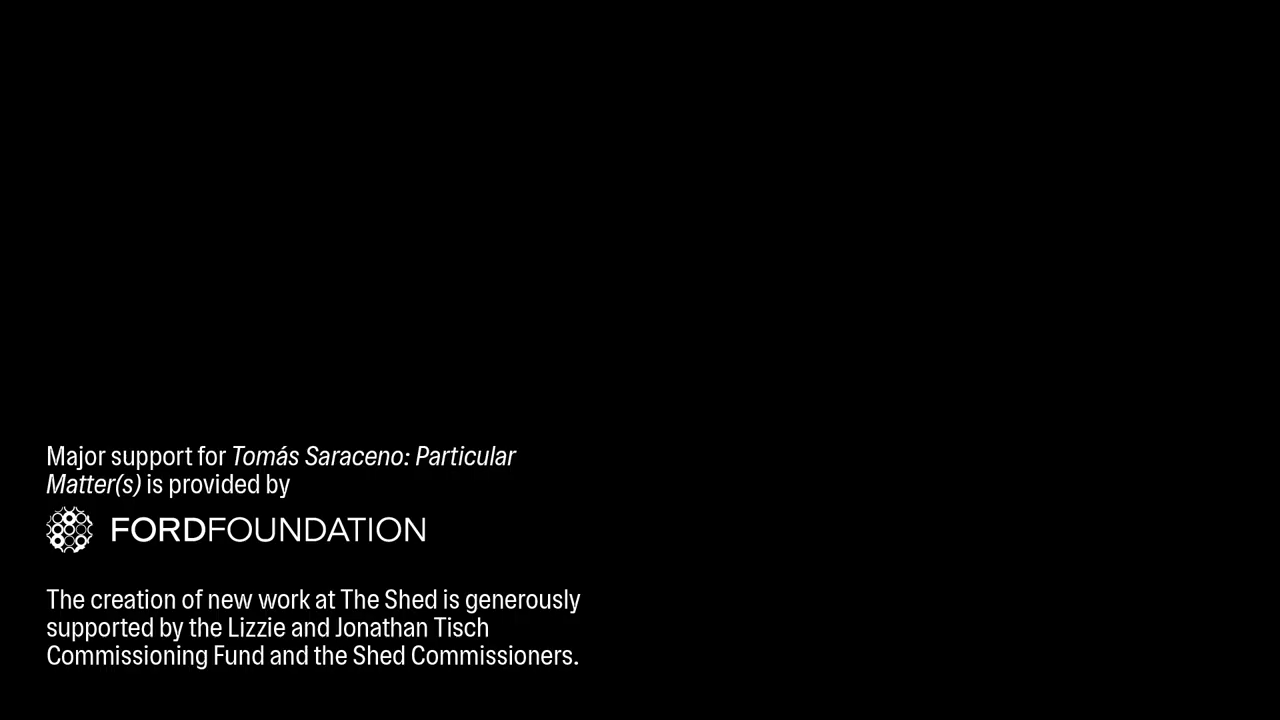 Major support for Tomás Saraceno: Particular
Matter(s) is provided by
FORDFOUNDATION
The creation of new work at The Shed is generously
supported by the Lizzie and Jonathan Tisch
Commissioning Fund and the Shed Commissioners.